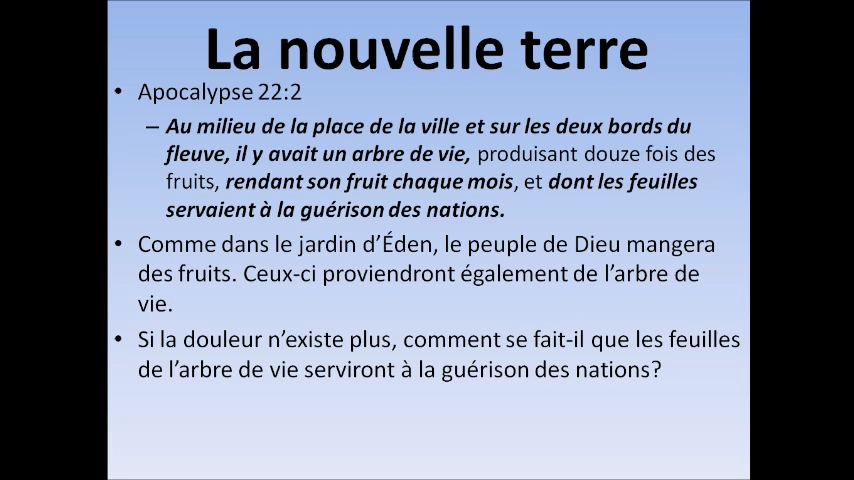 La nouvelle terre
• Apocalypse 22:2
– Au milieu de la place de la ville et sur les deux bords du
fleuve, il y avait un arbre de vie, produisant douze fois des
fruits, rendant son fruit chaque mois, et dont les feuilles
servaient à la guérison des nations.
• Comme dans le jardin d’Éden, le peuple de Dieu mangera
des fruits. Ceux-ci proviendront également de l’arbre de
vie.
• Si la douleur n’existe plus, comment se fait-il que les feuilles
de l’arbre de vie serviront à la guérison des nations?